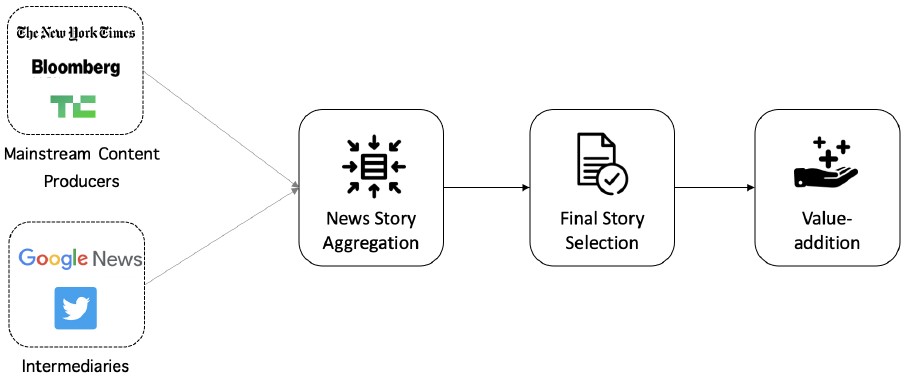 The New York Times
Bloomberg
TC
Mainstream Content
Producers
Google News
Intermediaries
News Story
Aggregation
Final Story
Selection
Value-
addition